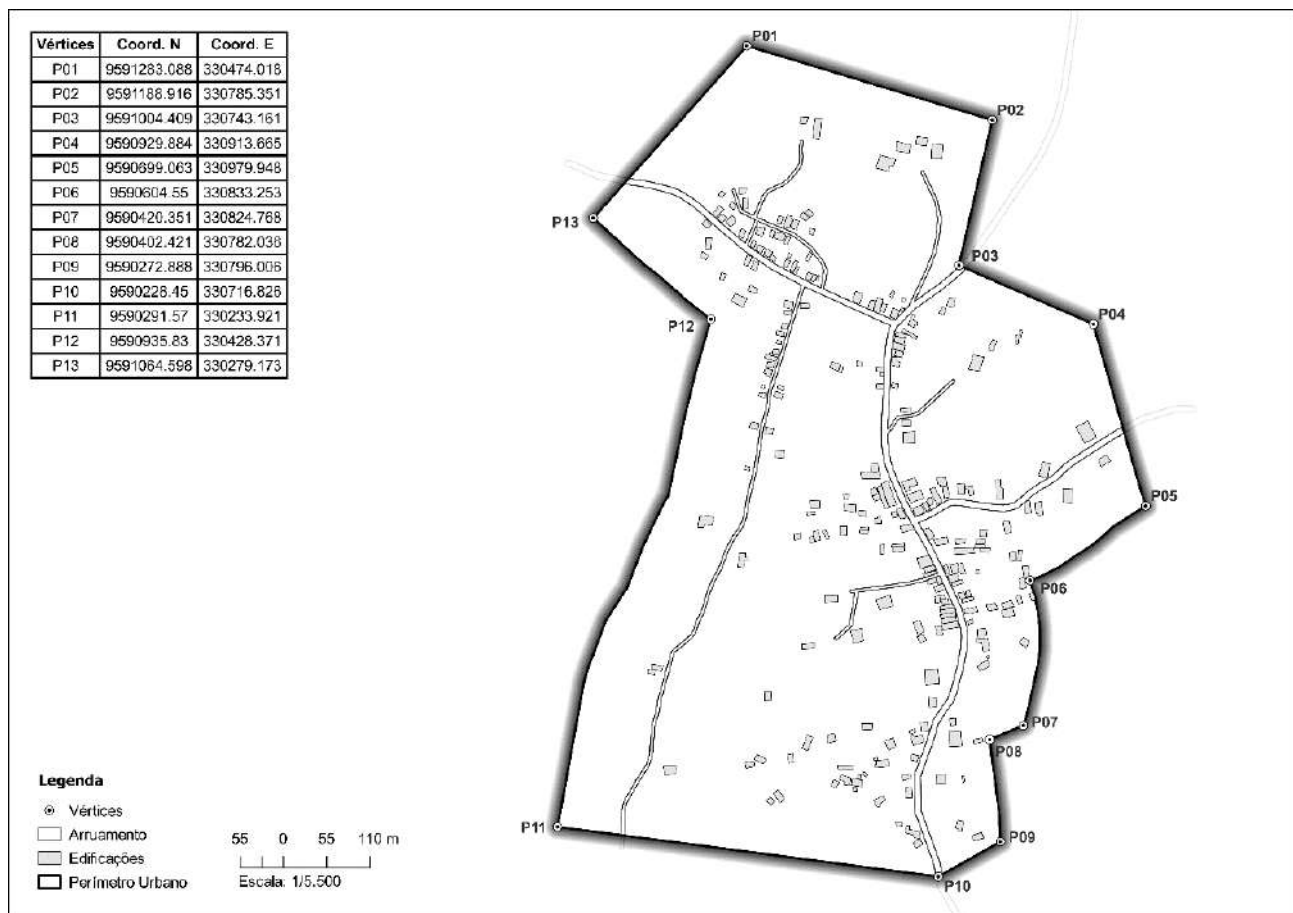 Vértices Coord. N Coord. E
P01 9591283.088 330474.018
P02 9591188.916 330785.351
P03 9591004.409 330743.161
P04 9590929.884 330913.665
P05 9590699.063 330979.948
P06 9590604.55 330833.253
P07 9590420.351 330824.768
P08 9590402.421 330782.036
P09 9590272.888 330796.006
P10 9590228.45 330716.826
P11 9590291.57 330233.921
P12 9590935.83 330428.371
P13 9591064.598 330279.173
P01
P02
P13
P03
P12
P04
P05
P06
P07
P08
P11
P09
P10
Legenda
Vértices
Arruamento
Edificações
Perímetro Urbano
55 0 55 110 m
Escala: 1/5.500